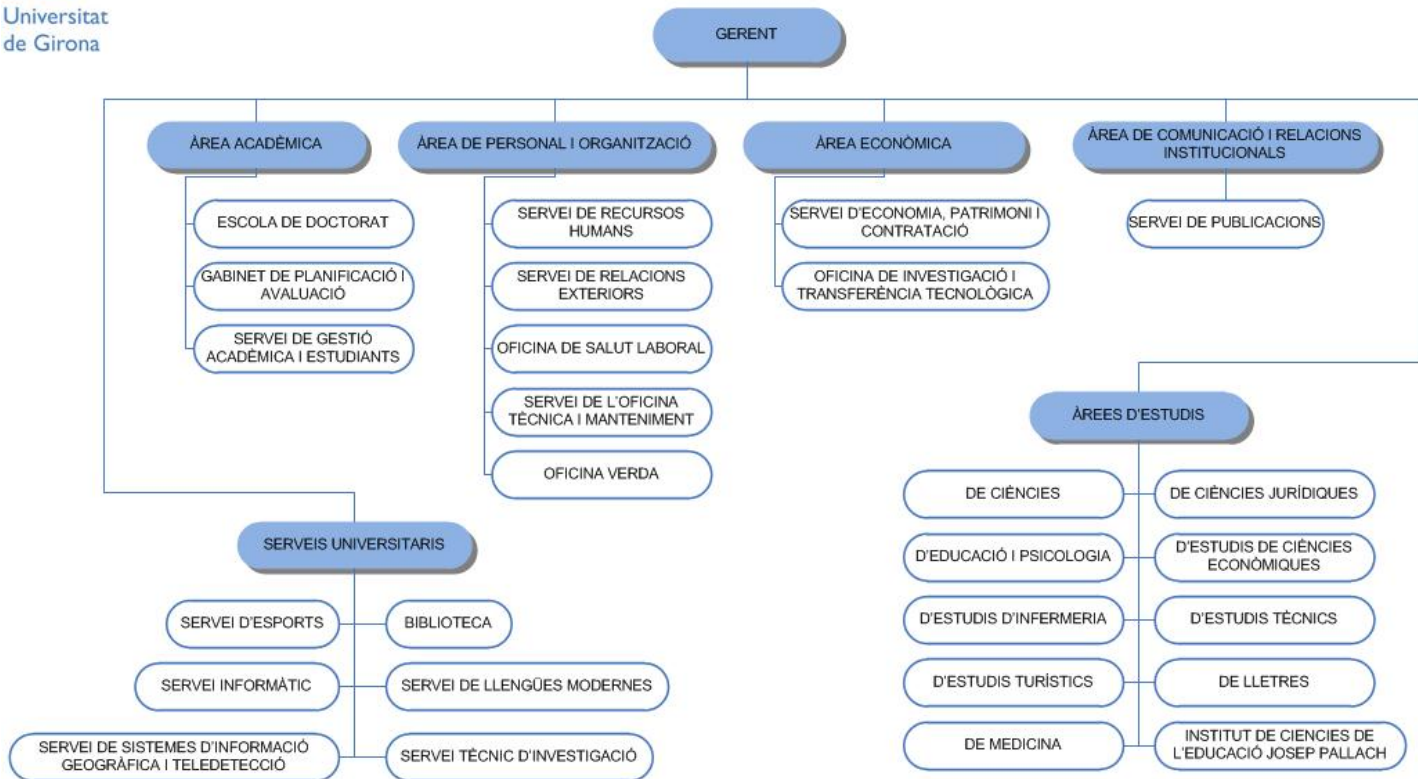 Universitat
de Girona
GERENT
ÀREA ACADÈMICA
ÀREA DE PERSONAL I ORGANITZACIÓ
ÀREA ECONÒMICA
ÀREA DE COMUNICACIÓ I RELACIONS
INSTITUCIONALS
ESCOLA DE DOCTORAT
GABINET DE PLANIFICACIÓ I
AVALUACIÓ
SERVEI DE GESTIÓ
ACADÈMICA I ESTUDIANTS
SERVEI DE RECURSOS
HUMANS
SERVEI DE RELACIONS
EXTERIORS
OFICINA DE SALUT LABORAL
SERVEI DE L'OFICINA
TÈCNICA I MANTENIMENT
OFICINA VERDA
SERVEI D'ECONOMIA, PATRIMONI I
CONTRATACIÓ
OFICINA DE INVESTIGACIÓ I
TRANSFERÈNCIA TECNOLÒGICA
SERVEI DE PUBLICACIONS
SERVEIS UNIVERSITARIS
SERVEI D'ESPORTS
BIBLIOTECA
SERVEI INFORMÀTIC
SERVEI DE LLENGÜES MODERNES
SERVEI DE SISTEMES D'INFORMACIÓ
GEOGRÀFICA I TELEDETECCIÓ
SERVEI TÈCNIC D'INVESTIGACIÓ
ÀREES D'ESTUDIS
DE CIÈNCIES
DE CIÈNCIES JURÍDIQUES
D'EDUCACIÓ I PSICOLOGIA
D'ESTUDIS DE CIÈNCIES
ECONÒMIQUES
D'ESTUDIS D'INFERMERIA
D'ESTUDIS TÈCNICS
D'ESTUDIS TURÍSTICS
DE LLETRES
DE MEDICINA
INSTITUT DE CIENCIES DE
L'EDUCACIÓ JOSEP PALLACH